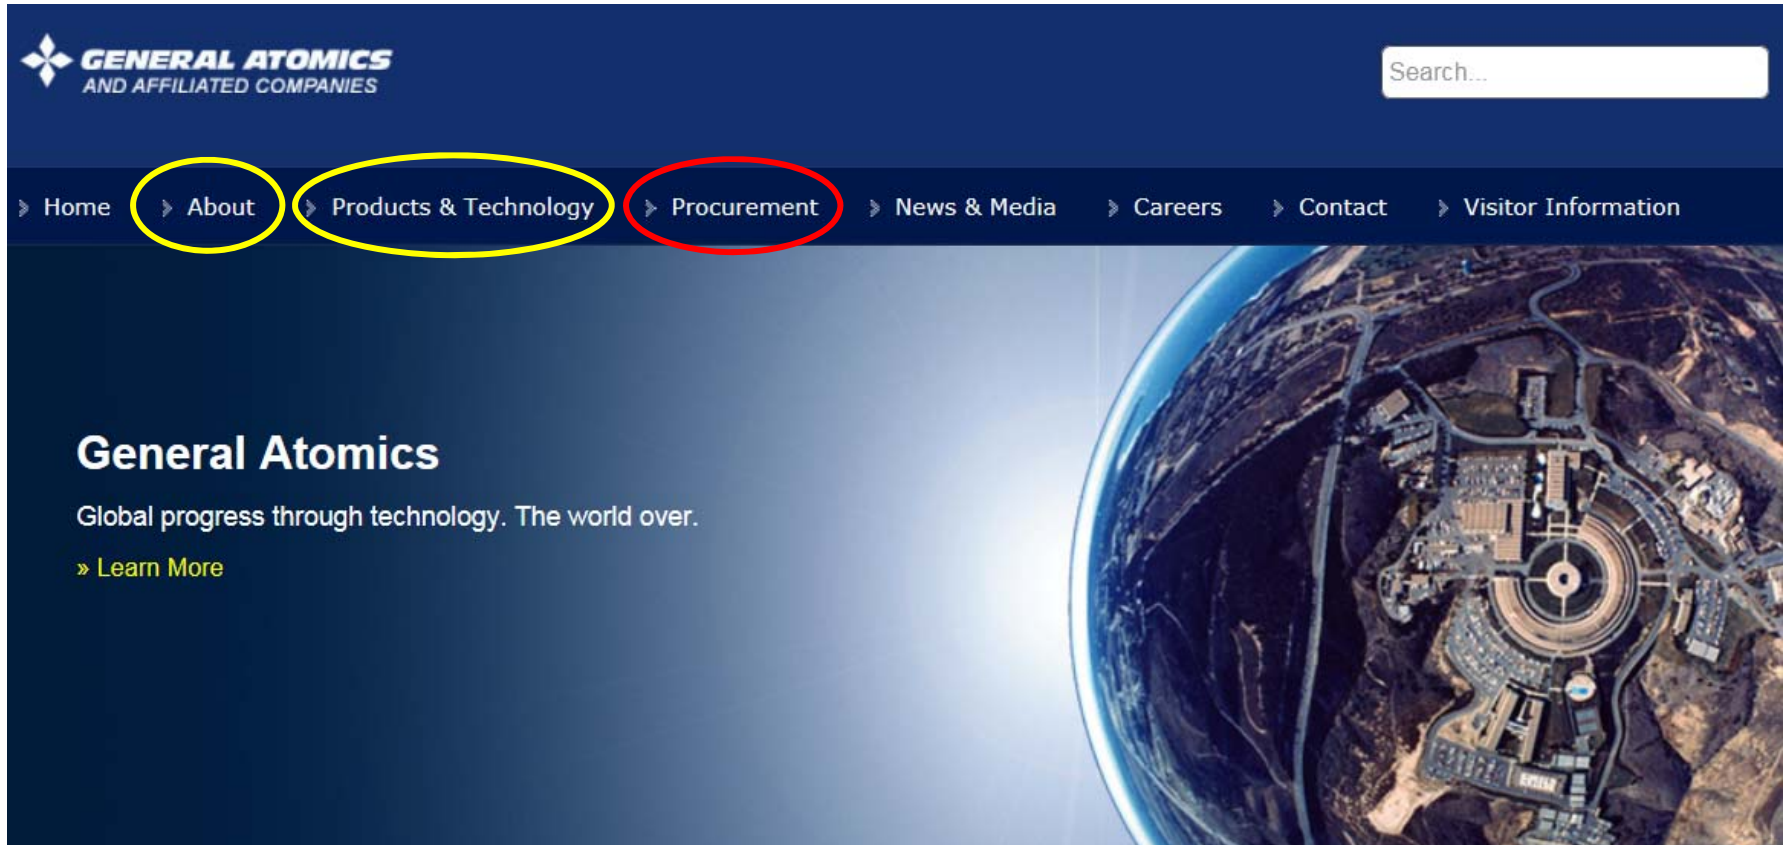 GENERAL ATOMICS
AND AFFILIATED COMPANIES
Search...
Home About Products & Technology Procurement News & Media Careers Contact Visitor Information
General Atomics
Global progress through technology. The world over.
» Learn More